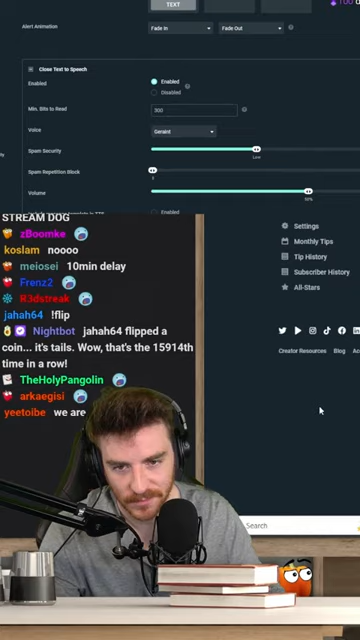 TEXT
100
Alert Animation
Fade In
Fade Out
Close Text to Speech
Enabled
Enabled
Disabled
Min. Bits to Read
300
Voice
Geraint
Spam Security
Low
Spam Repetition Block
Volume
Enabled
STREAM DOG
zBoomke
koslam noooo
meiosei 10min delay
Frenz2
R3dstreak
jahah64 !flip
Nightbot jahah64 flipped a
coin... it's tails. Wow, that's the 15914th
time in a row!
TheHolyPangolin
arkaegisi
yeetoibe we are
Settings
Monthly Tips
Tip History
Subscriber History
All-Stars
Creator Resources Blog
Search